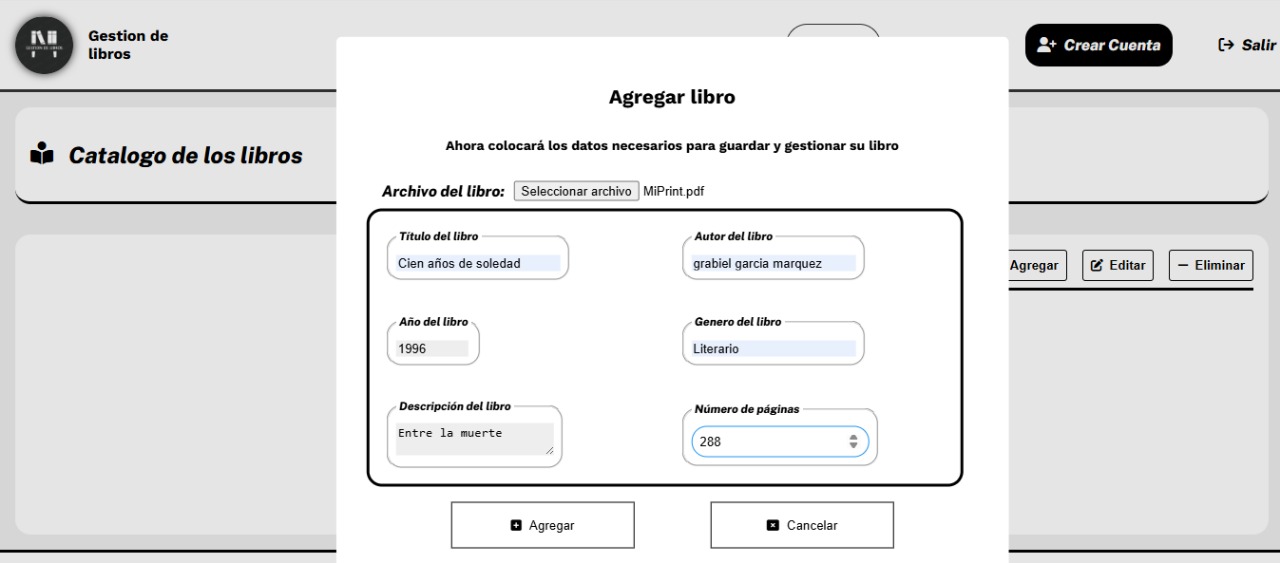 Gestion de
libros
Crear Cuenta
Salir
Catalogo de los libros
Agregar libro
Ahora colocará los datos necesarios para guardar y gestionar su libro
Archivo del libro: Seleccionar archivo MiPrint.pdf
Título del libro
Cien años de soledad
Autor del libro
grabiel garcia marquez
Agregar
Editar
Eliminar
Año del libro
1996
Genero del libro
Literario
Descripción del libro
Entre la muerte
Número de páginas
288
Agregar
Cancelar